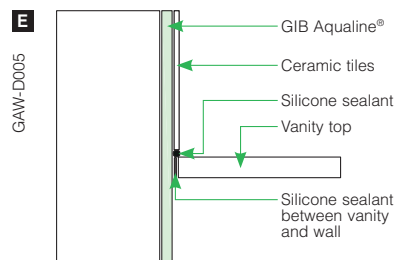 E
GAW-D005
GIB Aqualine®
Ceramic tiles
Silicone sealant
Vanity top
Silicone sealant
between vanity
and wall